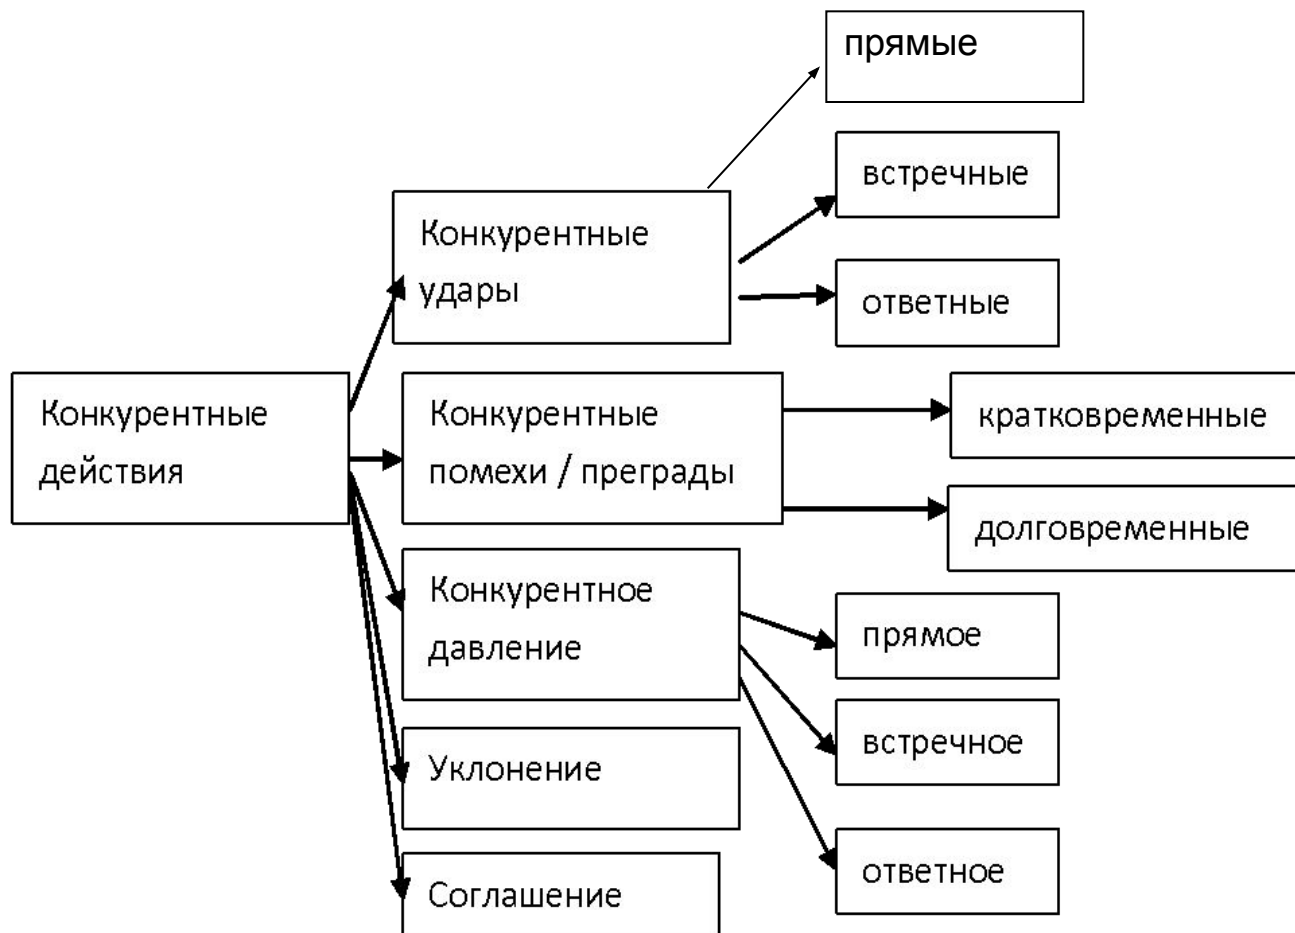 прямые
встречные
Конкурентные
удары
ответные
Конкурентные
действия
Конкурентные
помехи / преграды
кратковременные
долговременные
Конкурентное
давление
прямое
встречное
Уклонение
ответное
Соглашение